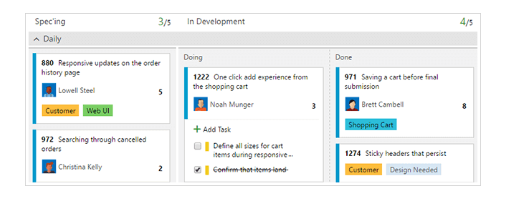 Spec'ing 3/5
In Development 4/5
Daily
880 Responsive updates on the order
history page
Lowell Steel 5
Customer Web UI
972 Searching through cancelled
orders
Christina Kelly 2
Doing
1222 One click add experience from
the shopping cart
Noah Munger 3
Add Task
Define all sizes for cart
items during responsive ...
Confirm that items land
Done
971 Saving a cart before final
submission
Brett Cambell 8
Shopping Cart
1274 Sticky headers that persist
Customer Design Needed